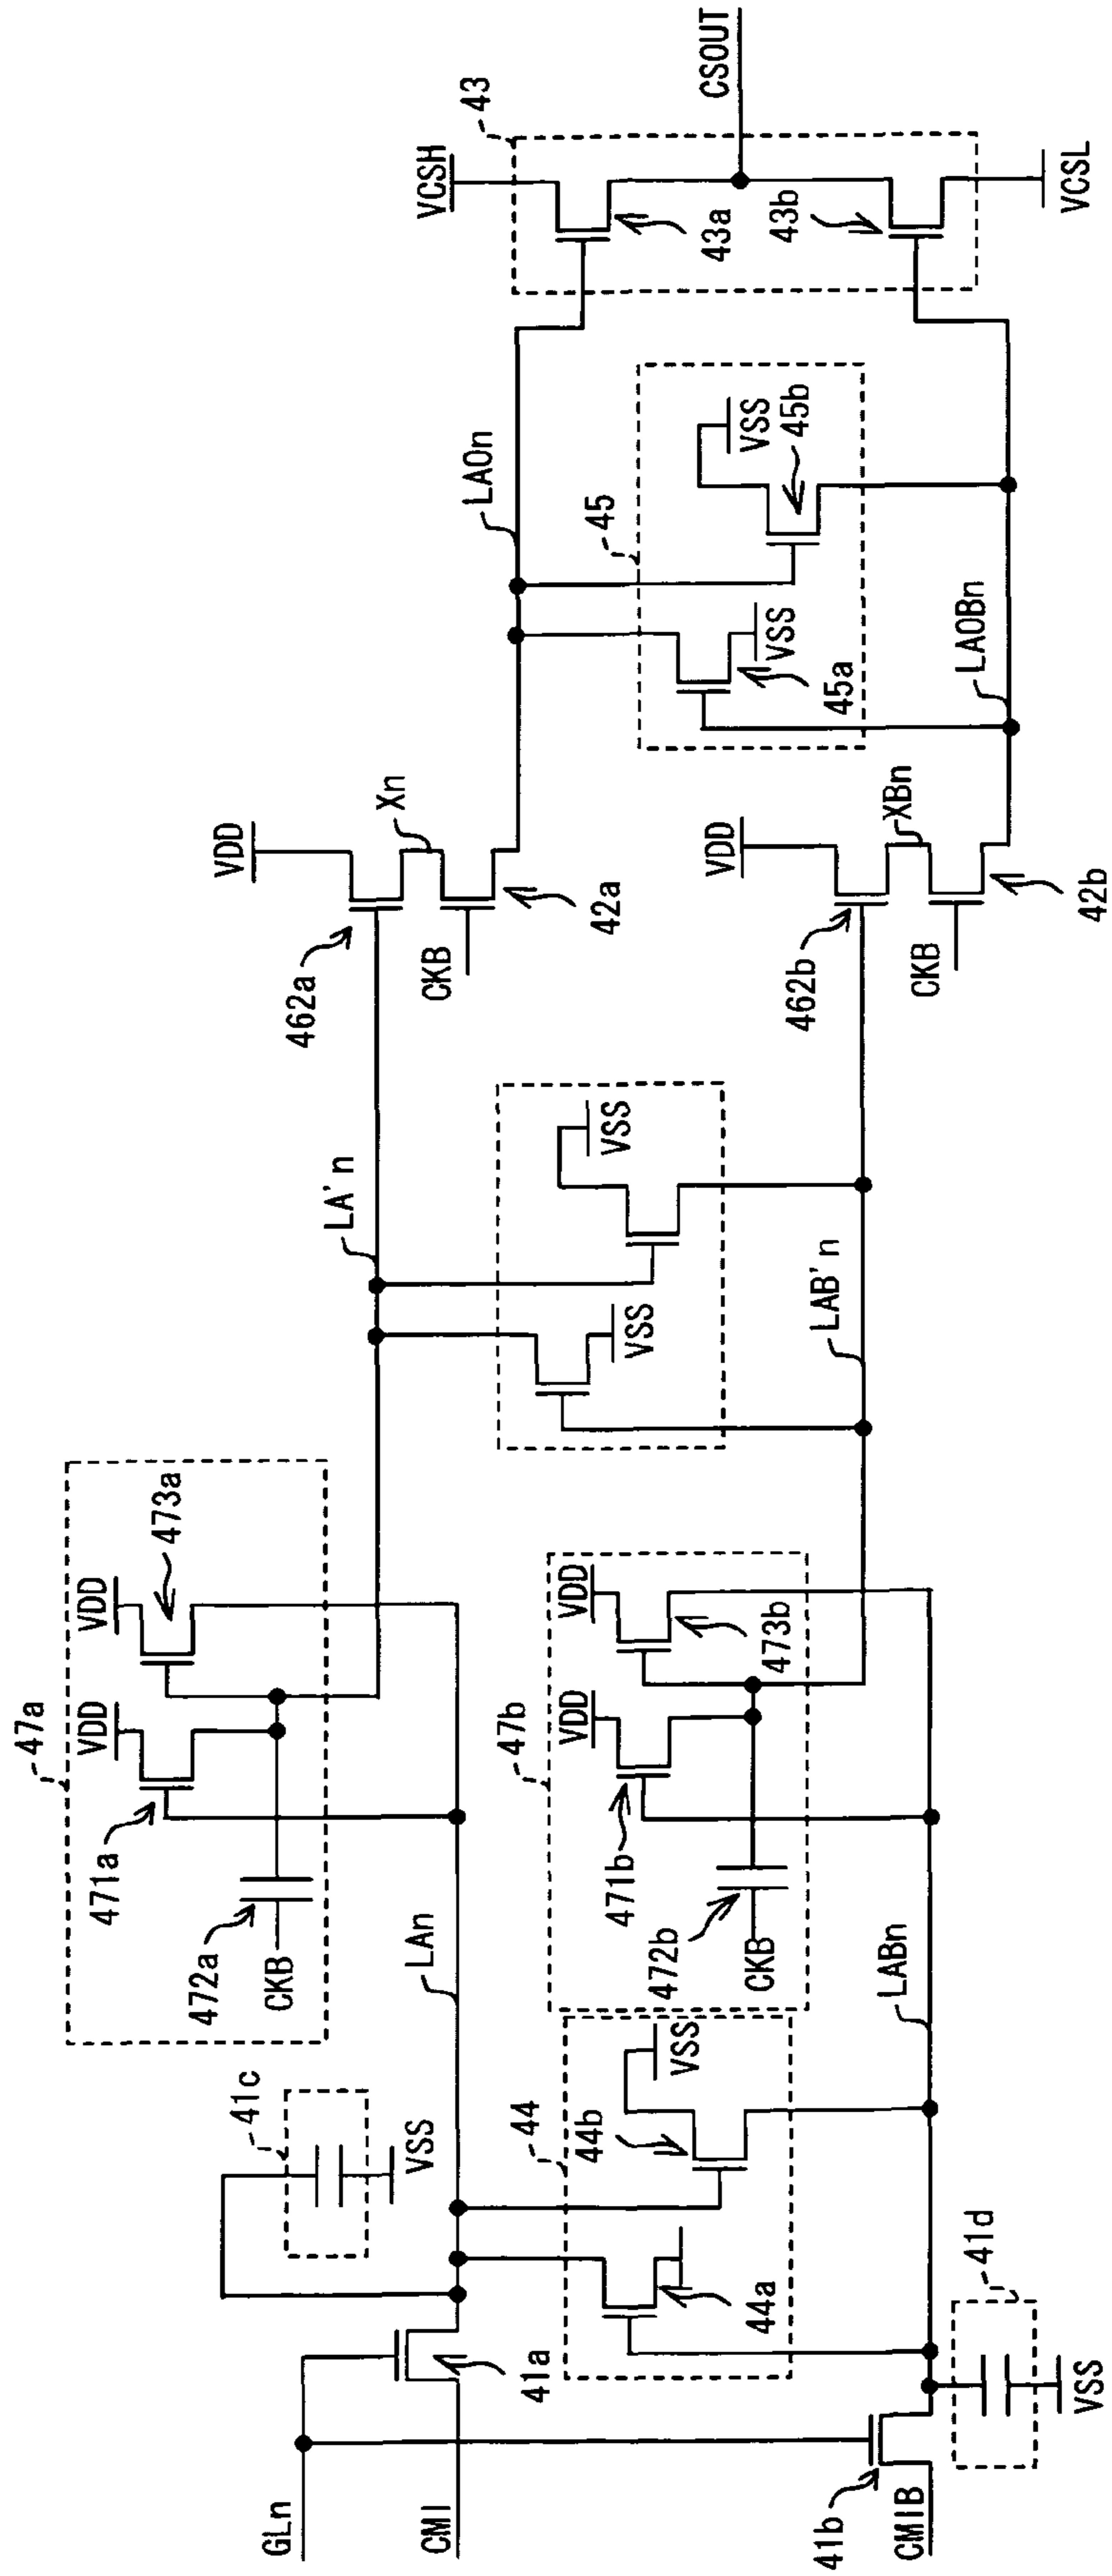 GLn
CMI
41a
41b
CMIB
41c
VSS
44
44a
44b
VSS
41d
VSS
LAn
LABn
47a
471a
472a
CKB
VDD
VDD
473a
47b
471b
472b
CKB
VDD
VDD
473b
LA'n
VSS
VSS
LAB'n
VDD
462a
CKB
42a
Xn
VDD
462b
CKB
42b
XBn
LAOn
45
45a
VSS
45b
VSS
LAOBn
43
VCSH
43a
43b
VCSL
CSOUT